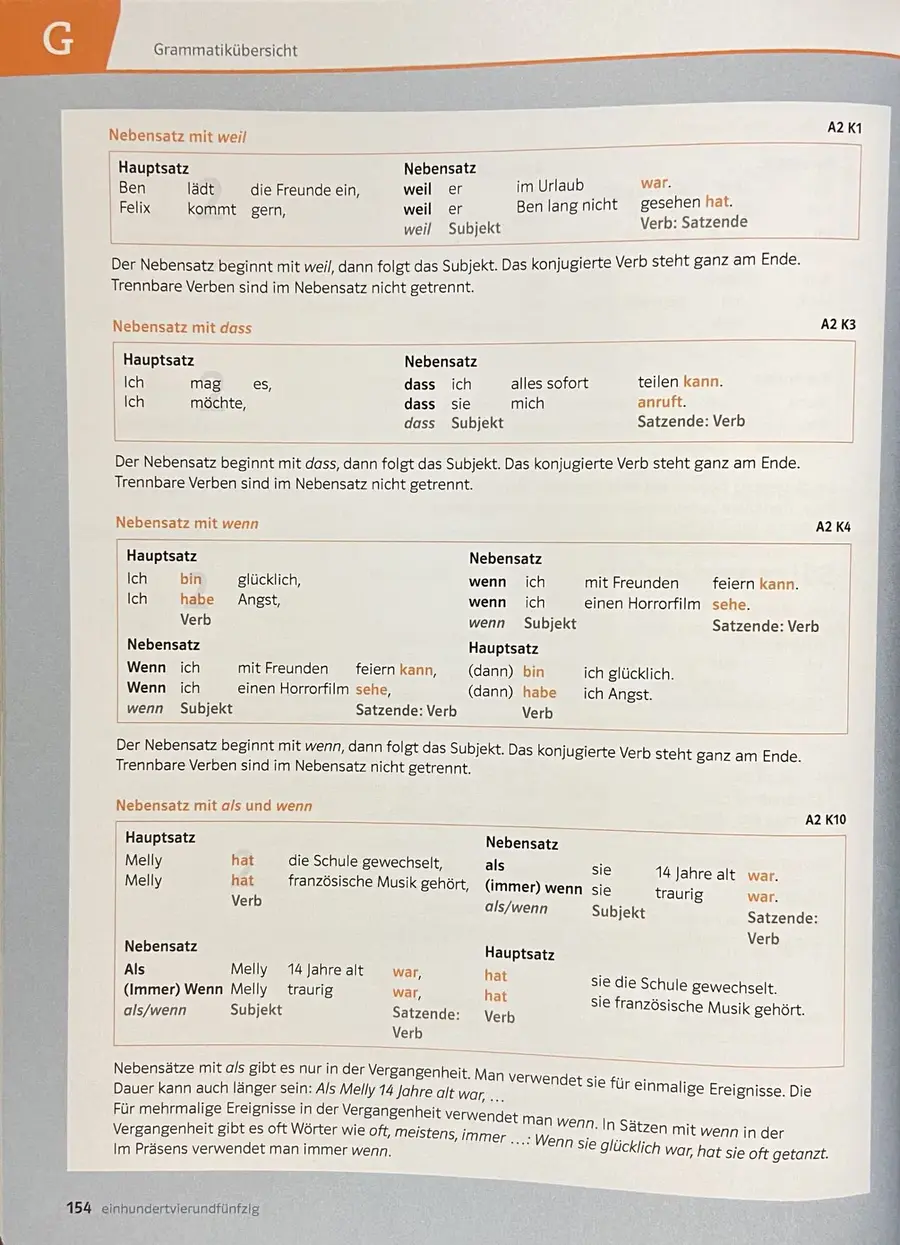 G
Grammatikübersicht
Nebensatz mit weil A2 K1
Hauptsatz Nebensatz
Ben lädt die Freunde ein, weil er im Urlaub war.
Felix kommt gern, weil er Ben lang nicht gesehen hat.
weil Subjekt Verb: Satzende
Der Nebensatz beginnt mit weil, dann folgt das Subjekt. Das konjugierte Verb steht ganz am Ende.
Trennbare Verben sind im Nebensatz nicht getrennt.
Nebensatz mit dass A2 K3
Hauptsatz Nebensatz
Ich mag es, dass ich alles sofort teilen kann.
Ich möchte, dass sie mich anruft.
dass Subjekt Satzende: Verb
Der Nebensatz beginnt mit dass, dann folgt das Subjekt. Das konjugierte Verb steht ganz am Ende.
Trennbare Verben sind im Nebensatz nicht getrennt.
Nebensatz mit wenn A2 K4
Hauptsatz Nebensatz
Ich bin glücklich, wenn ich mit Freunden feiern kann.
Ich habe Angst, wenn ich einen Horrorfilm sehe.
Verb wenn Subjekt Satzende: Verb
Nebensatz Hauptsatz
Wenn ich mit Freunden feiern kann, (dann) bin ich glücklich.
Wenn ich einen Horrorfilm sehe, (dann) habe ich Angst.
wenn Subjekt Satzende: Verb Verb
Der Nebensatz beginnt mit wenn, dann folgt das Subjekt. Das konjugierte Verb steht ganz am Ende.
Trennbare Verben sind im Nebensatz nicht getrennt.
Nebensatz mit als und wenn A2 K10
Hauptsatz Nebensatz
Melly hat die Schule gewechselt, als sie 14 Jahre alt war.
Melly hat französische Musik gehört, (immer) wenn sie traurig war.
Verb als/wenn Subjekt Satzende:
Verb
Nebensatz Hauptsatz
Als Melly 14 Jahre alt war, hat sie die Schule gewechselt.
(Immer) Wenn Melly traurig war, hat sie französische Musik gehört.
als/wenn Subjekt Satzende: Verb
Verb
Nebensätze mit als gibt es nur in der Vergangenheit. Man verwendet sie für einmalige Ereignisse. Die
Dauer kann auch länger sein: Als Melly 14 Jahre alt war, …
Für mehrmalige Ereignisse in der Vergangenheit verwendet man wenn. In Sätzen mit wenn in der
Vergangenheit gibt es oft Wörter wie oft, meistens, immer …: Wenn sie glücklich war, hat sie oft getanzt.
Im Präsens verwendet man immer wenn.
154 einhundertvierundfünfzig